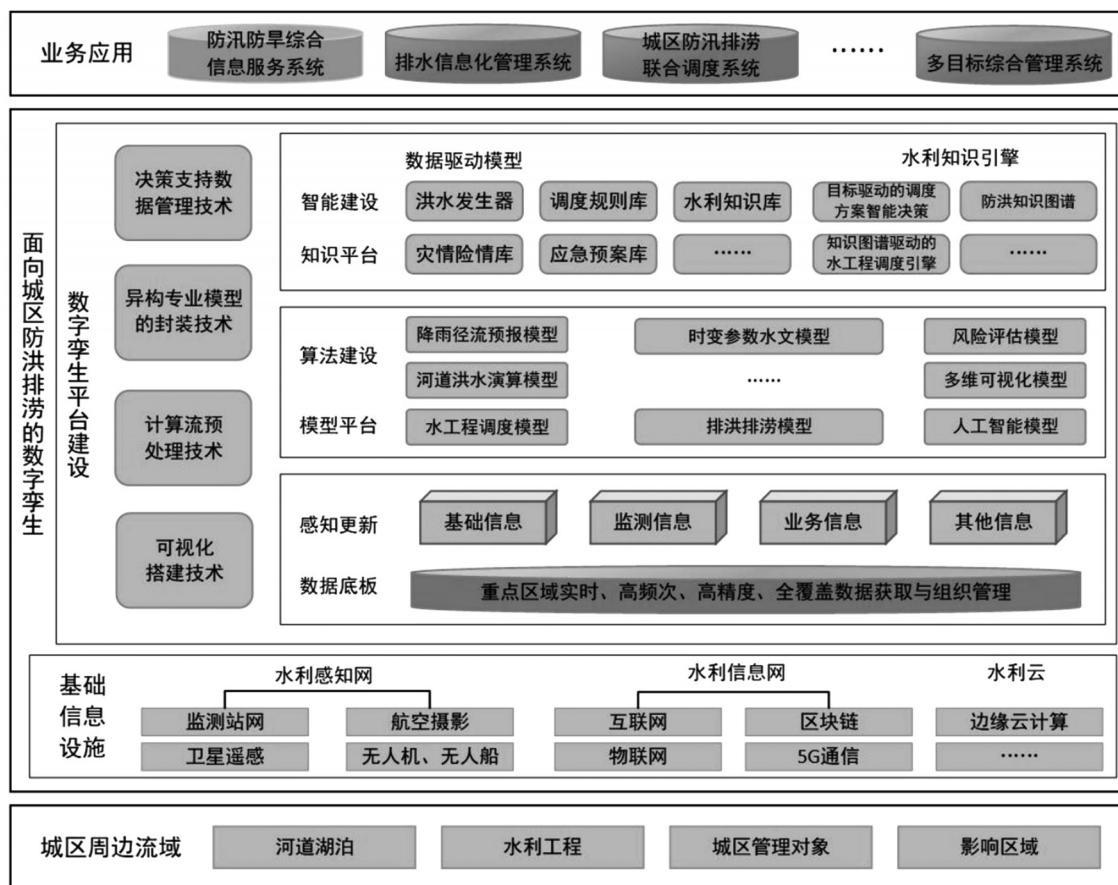 业务应用
防汛防旱综合
信息服务系统
排水信息化管理系统
城区防汛排涝
联合调度系统
……
多目标综合管理系统
面向城区防洪排涝的数字孪生
数字孪生平台建设
决策支持数
据管理技术
异构专业模型
的封装技术
计算流预
处理技术
可视化
搭建技术
数据驱动模型
水利知识引擎
智能建设
洪水发生器
调度规则库
水利知识库
目标驱动的调度
方案智能决策
防洪知识图谱
知识平台
灾情险情库
应急预案库
……
知识图谱驱动的
水工程调度引擎
……
算法建设
降雨径流预报模型
时变参数水文模型
风险评估模型
河道洪水演算模型
……
多维可视化模型
模型平台
水工程调度模型
排洪排涝模型
人工智能模型
感知更新
基础信息
监测信息
业务信息
其他信息
数据底板
重点区域实时、高频次、高精度、全覆盖数据获取与组织管理
基础
信息
设施
水利感知网
水利信息网
水利云
监测站网
航空摄影
互联网
区块链
边缘云计算
卫星遥感
无人机、无人船
物联网
5G通信
……
城区周边流域
河道湖泊
水利工程
城区管理对象
影响区域